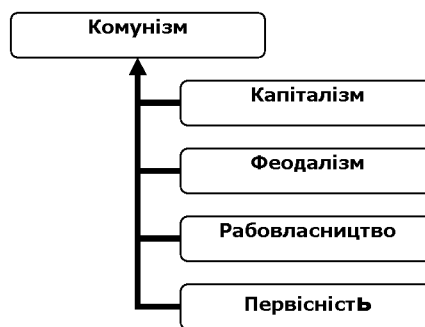 Комунізм
Капіталізм
Феодалізм
Рабовласництво
Первісність